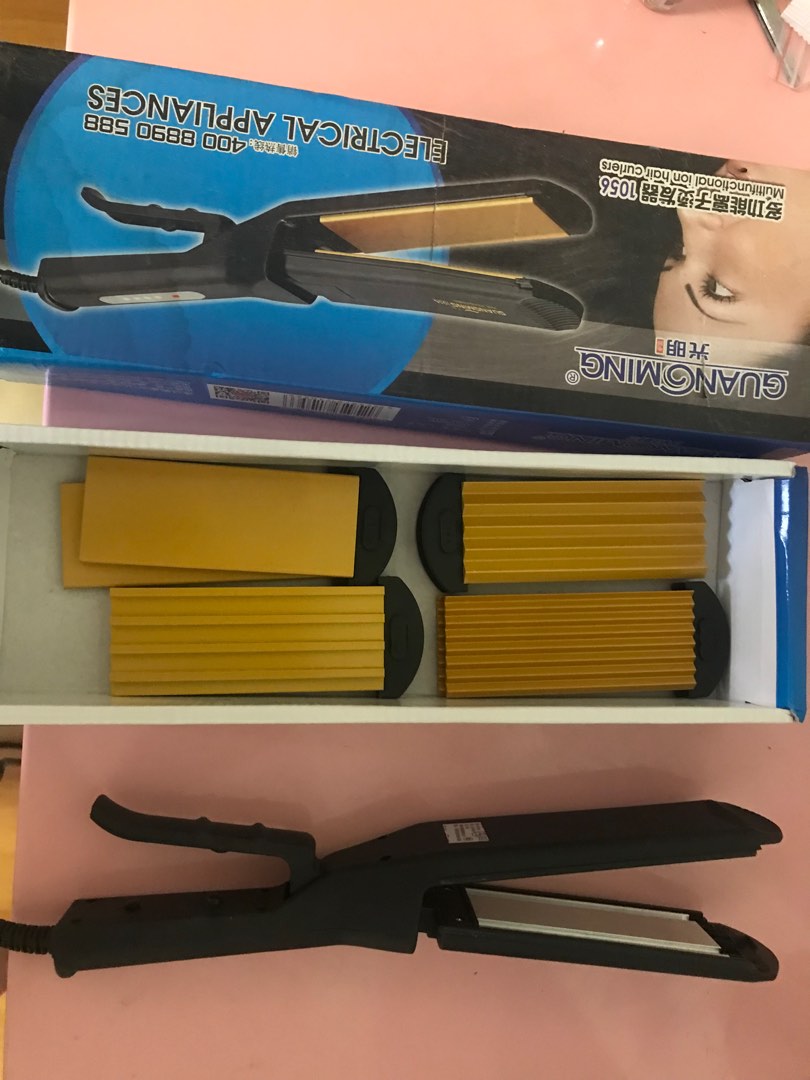 GUANGMING®
光明
多功能离子烫发器 1056
Multifunctional ion hair curlers
ELECTRICAL APPLIANCES
销售热线：400 8890 588